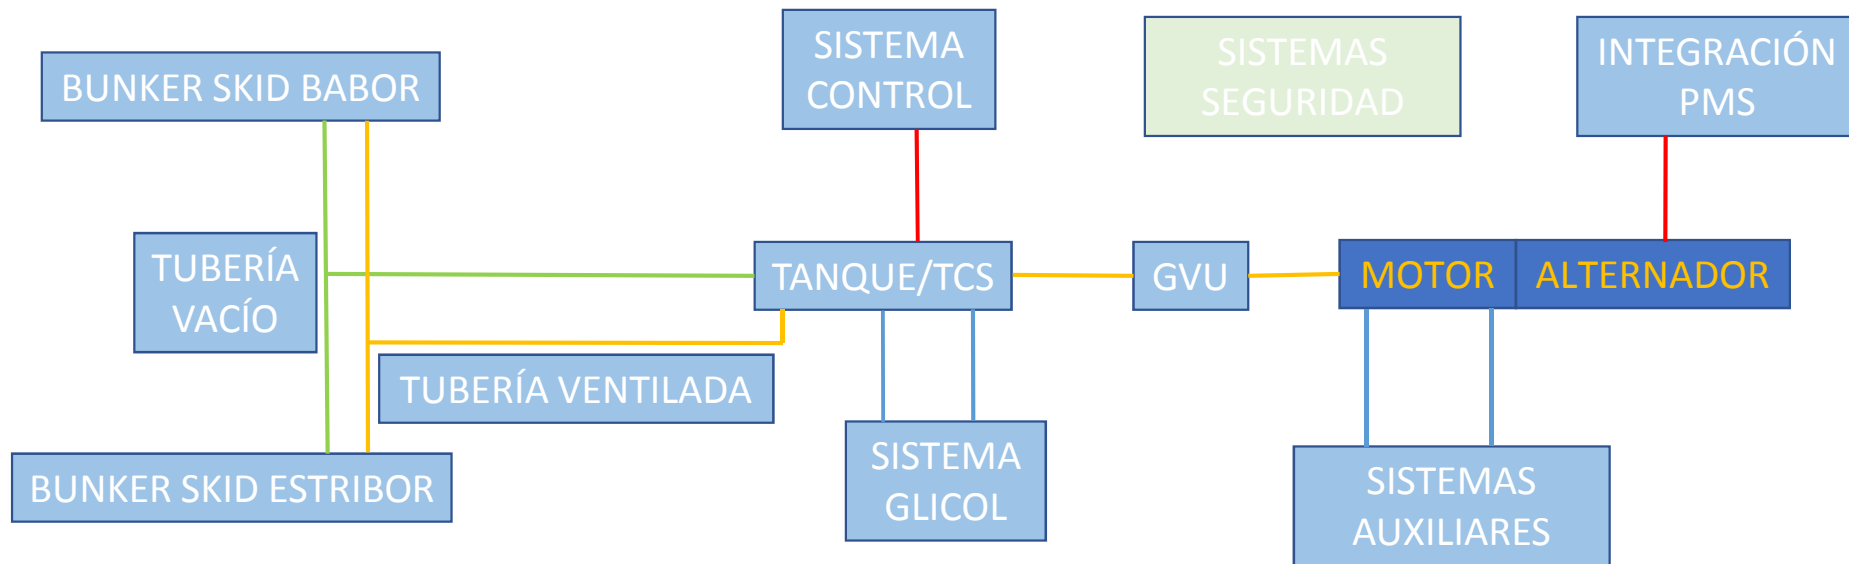 SISTEMA
CONTROL
SISTEMAS
SEGURIDAD
INTEGRACIÓN
PMS
BUNKER SKID BABOR
TUBERÍA
VACÍO
TANQUE/TCS
GVU
MOTOR
ALTERNADOR
TUBERÍA VENTILADA
BUNKER SKID ESTRIBOR
SISTEMA
GLICOL
SISTEMAS
AUXILIARES